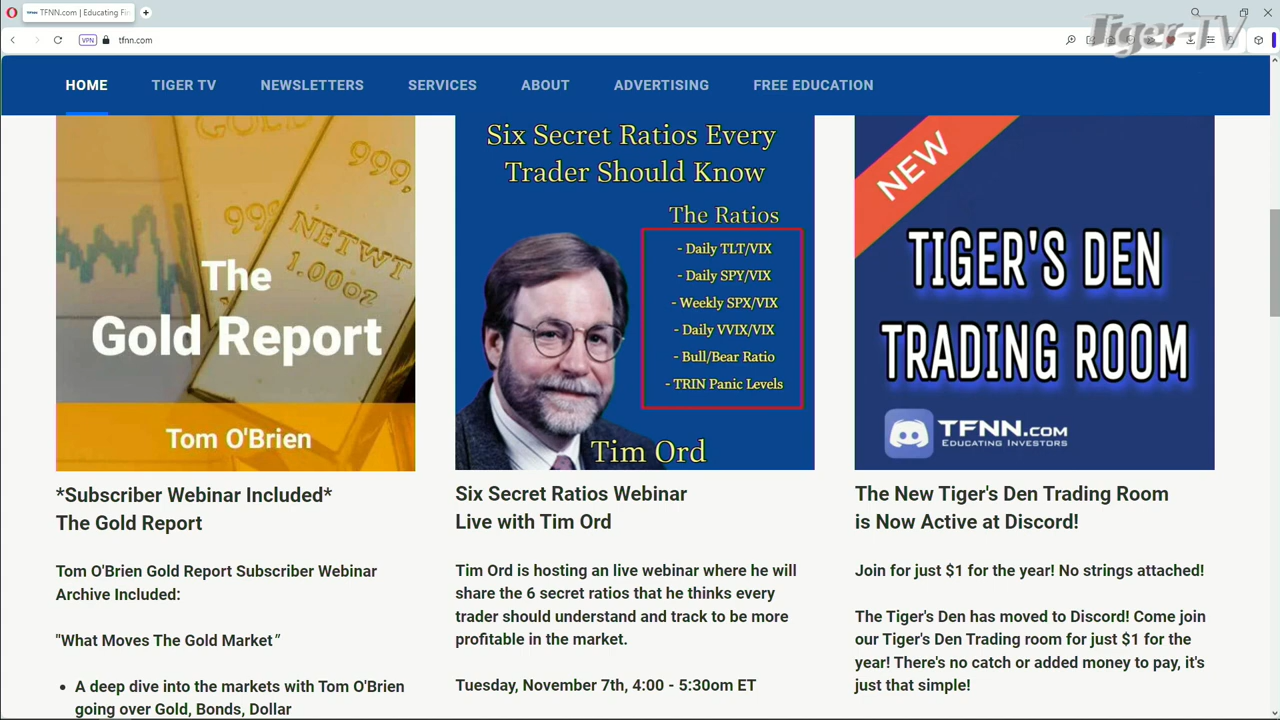 TFNN.com | Educating Fi
Tiger-TV
VPN
tfnn.com
HOME
TIGER TV
NEWSLETTERS
SERVICES
ABOUT
ADVERTISING
FREE EDUCATION
GOLD
999,
999
NETWT
1.00oz
The
Gold Report
Tom O'Brien
*Subscriber Webinar Included*
The Gold Report
Tom O'Brien Gold Report Subscriber Webinar
Archive Included:
"What Moves The Gold Market”
• A deep dive into the markets with Tom O'Brien
going over Gold, Bonds, Dollar
Six Secret Ratios Every
Trader Should Know
The Ratios
- Daily TLT/VIX
- Daily SPY/VIX
- Weekly SPX/VIX
- Daily VVIX/VIX
- Bull/Bear Ratio
- TRIN Panic Levels
Tim Ord
Six Secret Ratios Webinar
Live with Tim Ord
Tim Ord is hosting an live webinar where he will
share the 6 secret ratios that he thinks every
trader should understand and track to be more
profitable in the market.
Tuesday, November 7th, 4:00 - 5:30om ET
NEW
TIGER'S DEN
TRADING ROOM
TFNN.COM
EDUCATING INVESTORS
The New Tiger's Den Trading Room
is Now Active at Discord!
Join for just $1 for the year! No strings attached!
The Tiger's Den has moved to Discord! Come join
our Tiger's Den Trading room for just $1 for the
year! There's no catch or added money to pay, it's
just that simple!